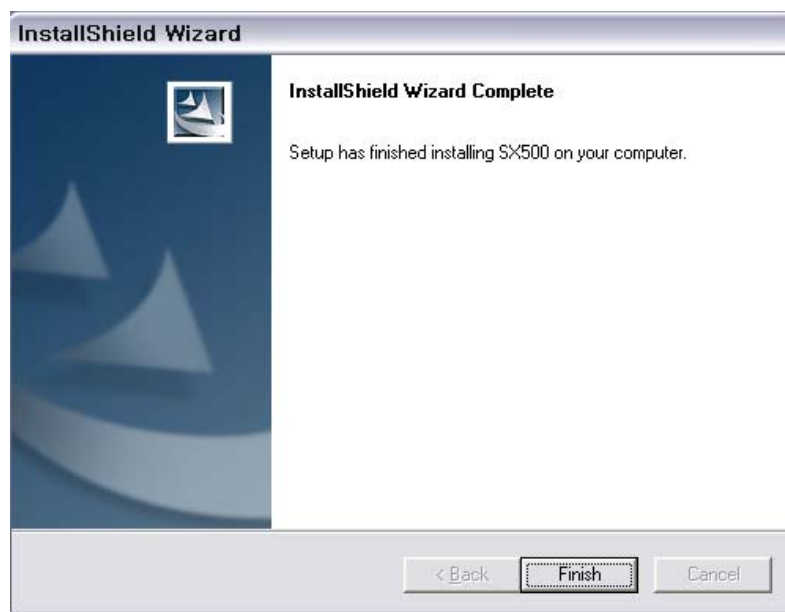 InstallShield Wizard
InstallShield Wizard Complete
Setup has finished installing SX500 on your computer.
< Back
Finish
Cancel